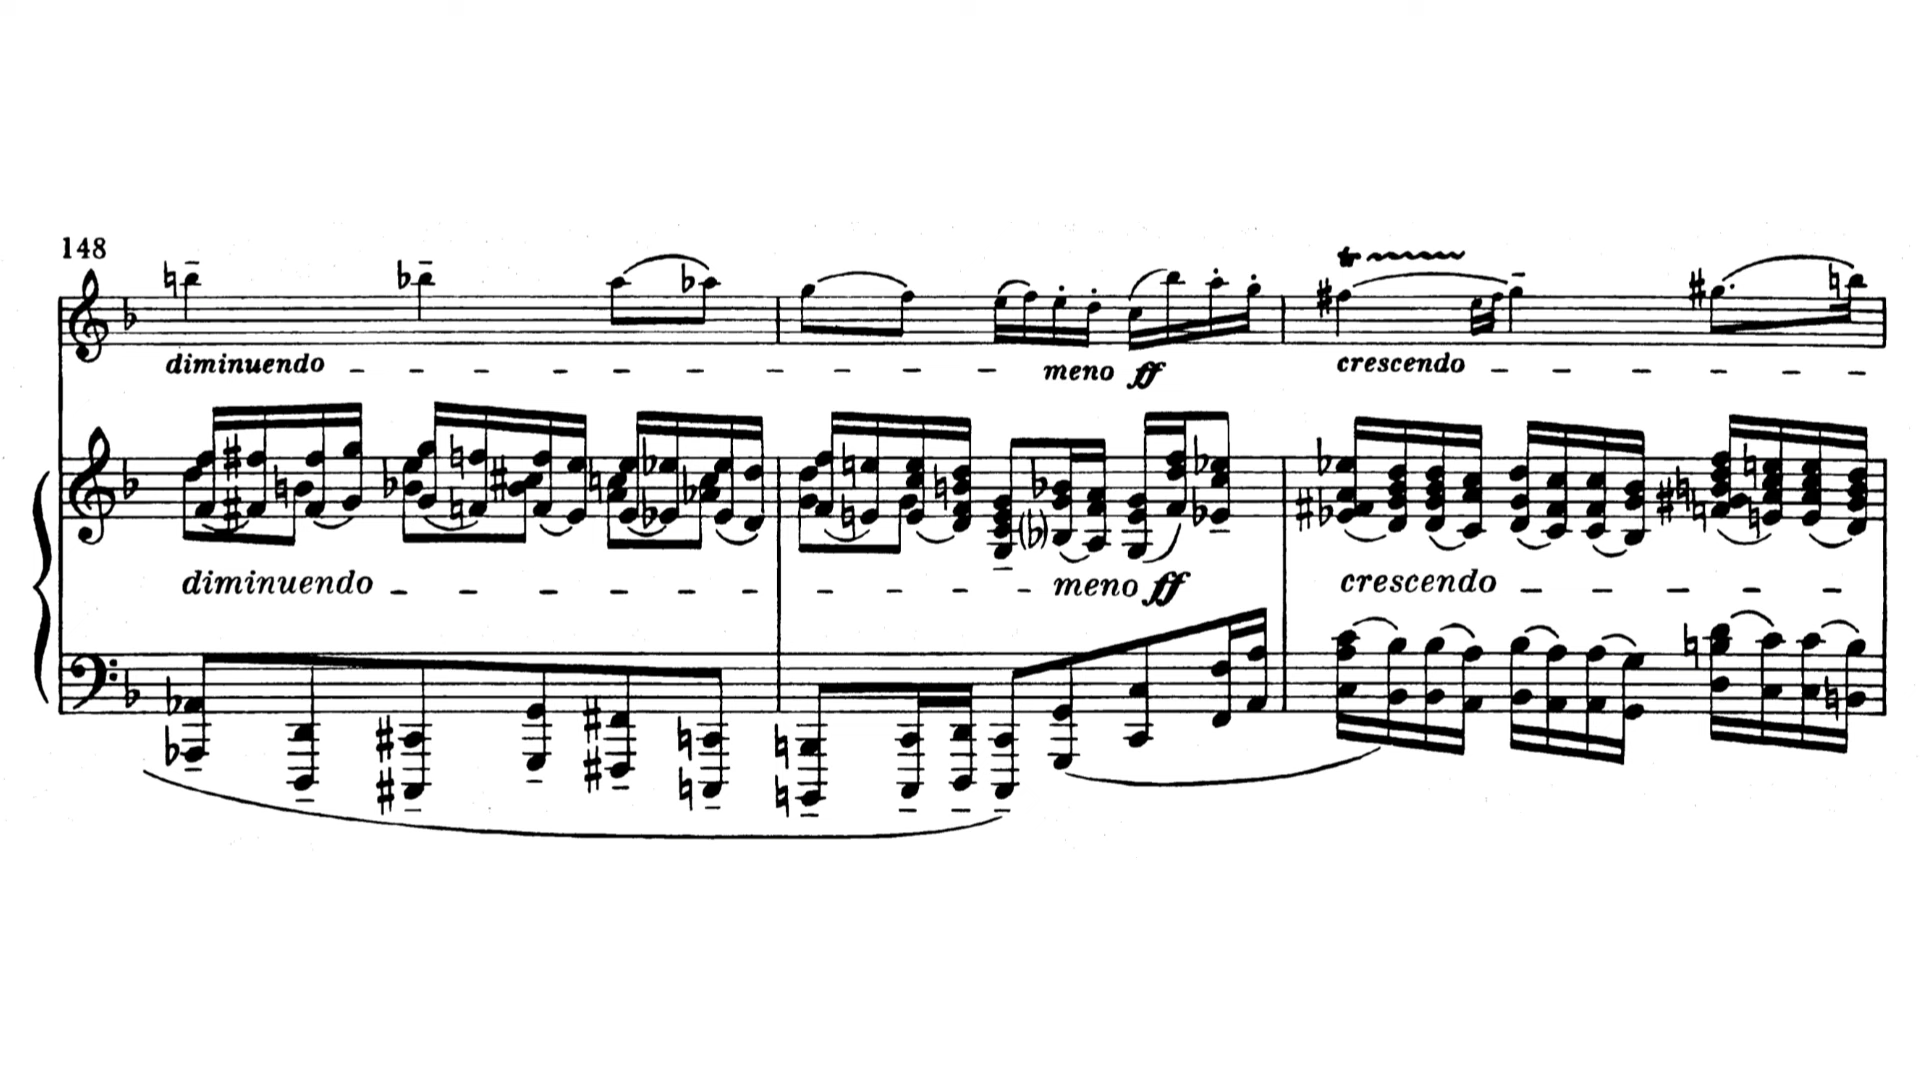 148
diminuendo
meno ff
crescendo
diminuendo
meno ff
crescendo